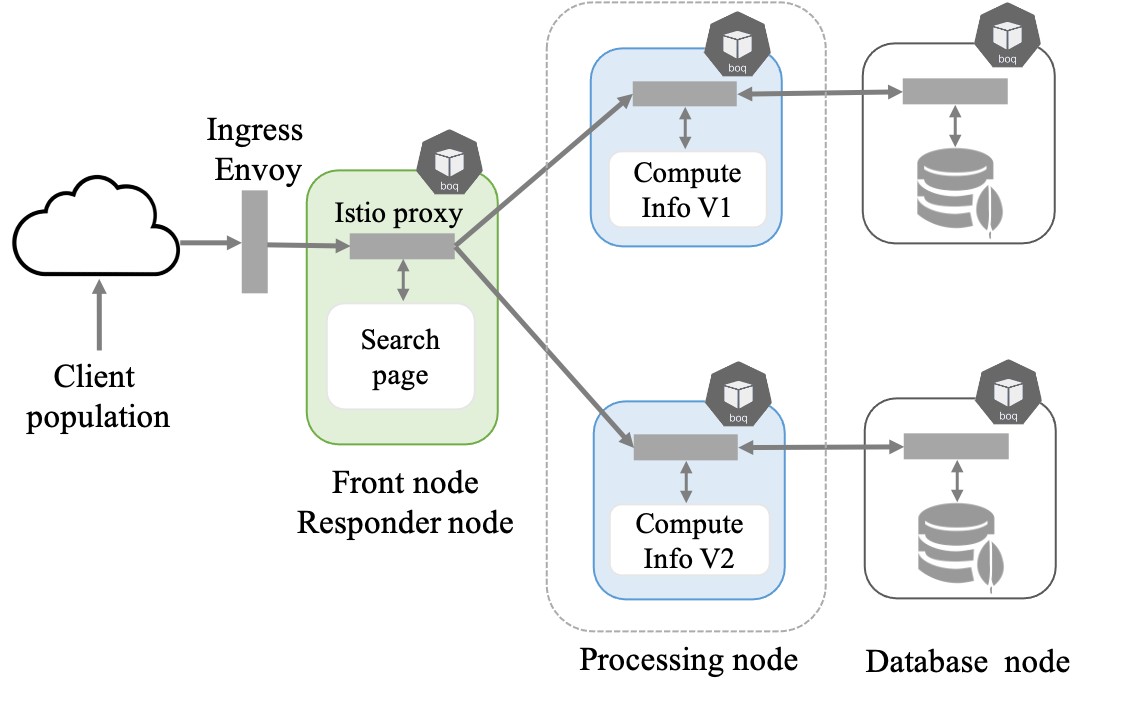 Ingress
Envoy
Client
population
boq
Istio proxy
Search
page
Front node
Responder node
boq
Compute
Info V1
boq
Compute
Info V2
Processing node
boq
boq
Database node